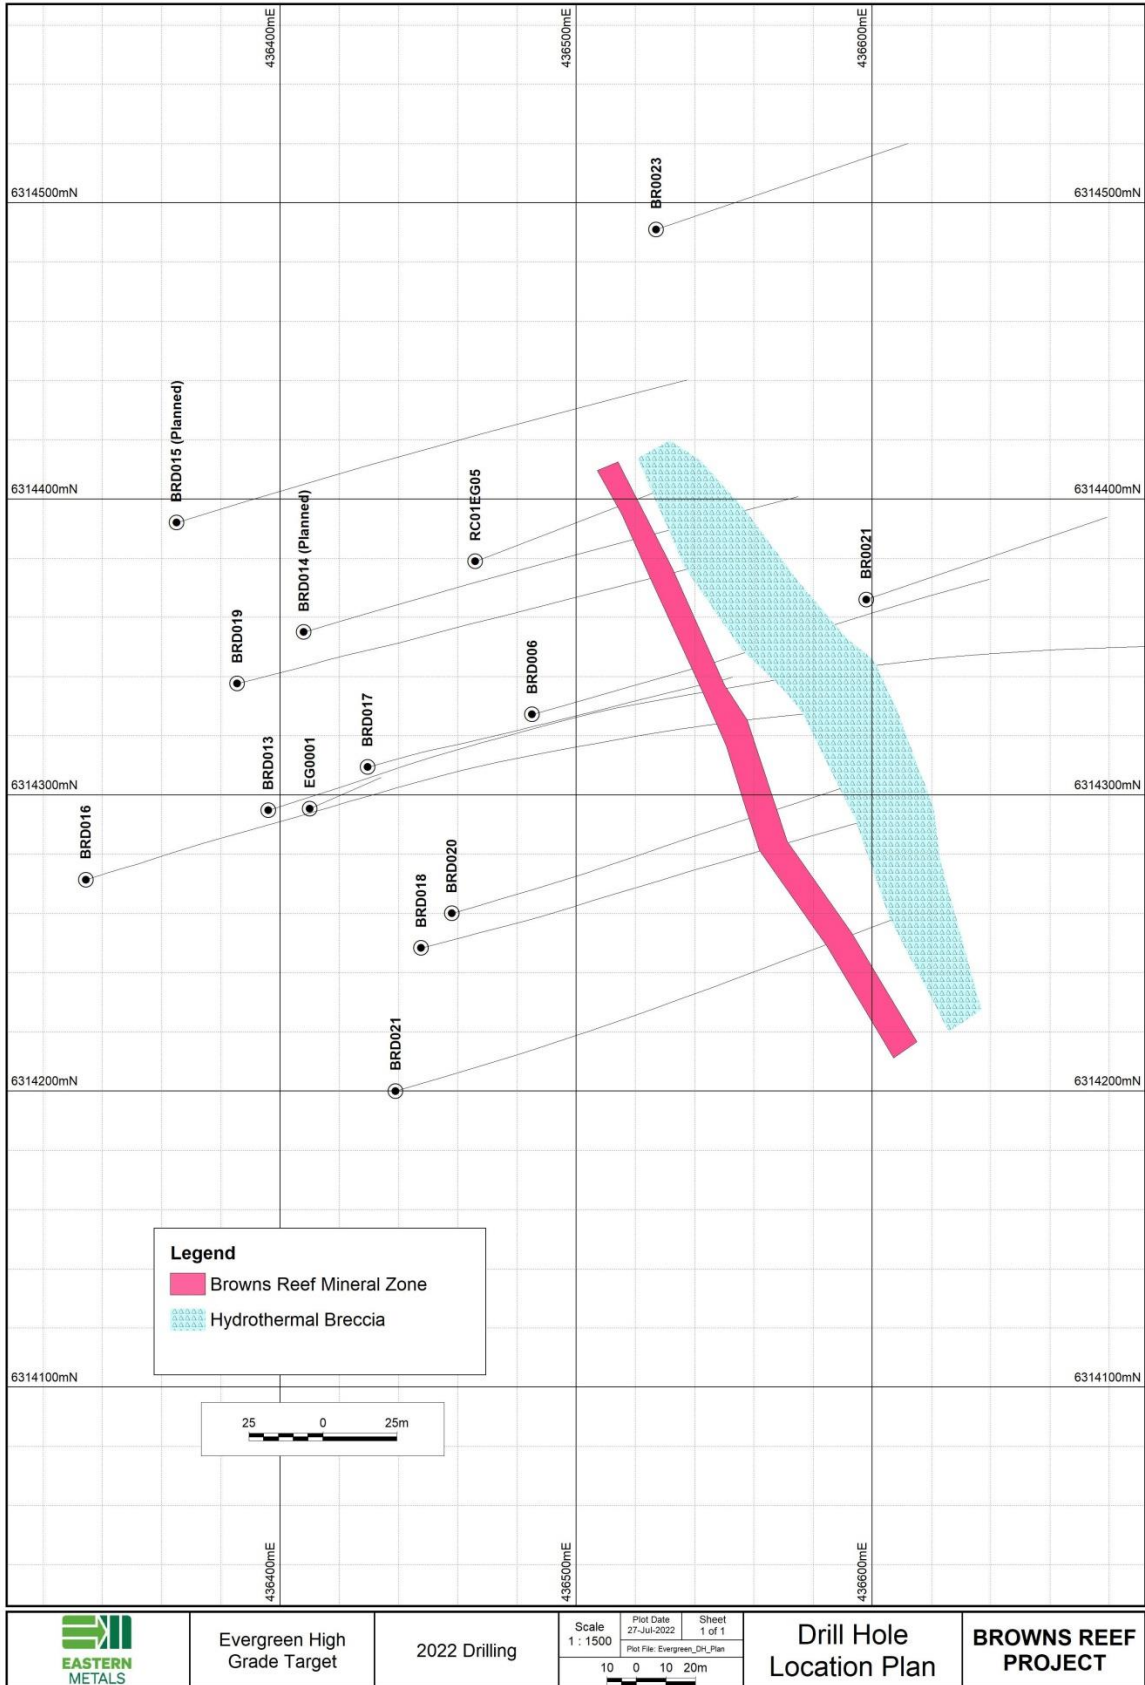 436400mE
436500mE
436600mE
BR0023
6314500mN
6314500mN
BRD015 (Planned)
6314400mN
6314400mN
RC01EG05
BRD014 (Planned)
BR0021
BRD019
BRD006
BRD017
BRD013
EG0001
6314300mN
6314300mN
BRD016
BRD020
BRD018
BRD021
6314200mN
6314200mN
Legend
Browns Reef Mineral Zone
Hydrothermal Breccia
6314100mN
6314100mN
25 0 25m
436400mE
436500mE
436600mE
EASTERN
METALS
Evergreen High
Grade Target
2022 Drilling
Scale
1 : 1500
Plot Date
27-Jul-2022
Sheet
1 of 1
Plot File: Evergreen_DH_Plan
10 0 10 20m
Drill Hole
Location Plan
BROWNS REEF
PROJECT